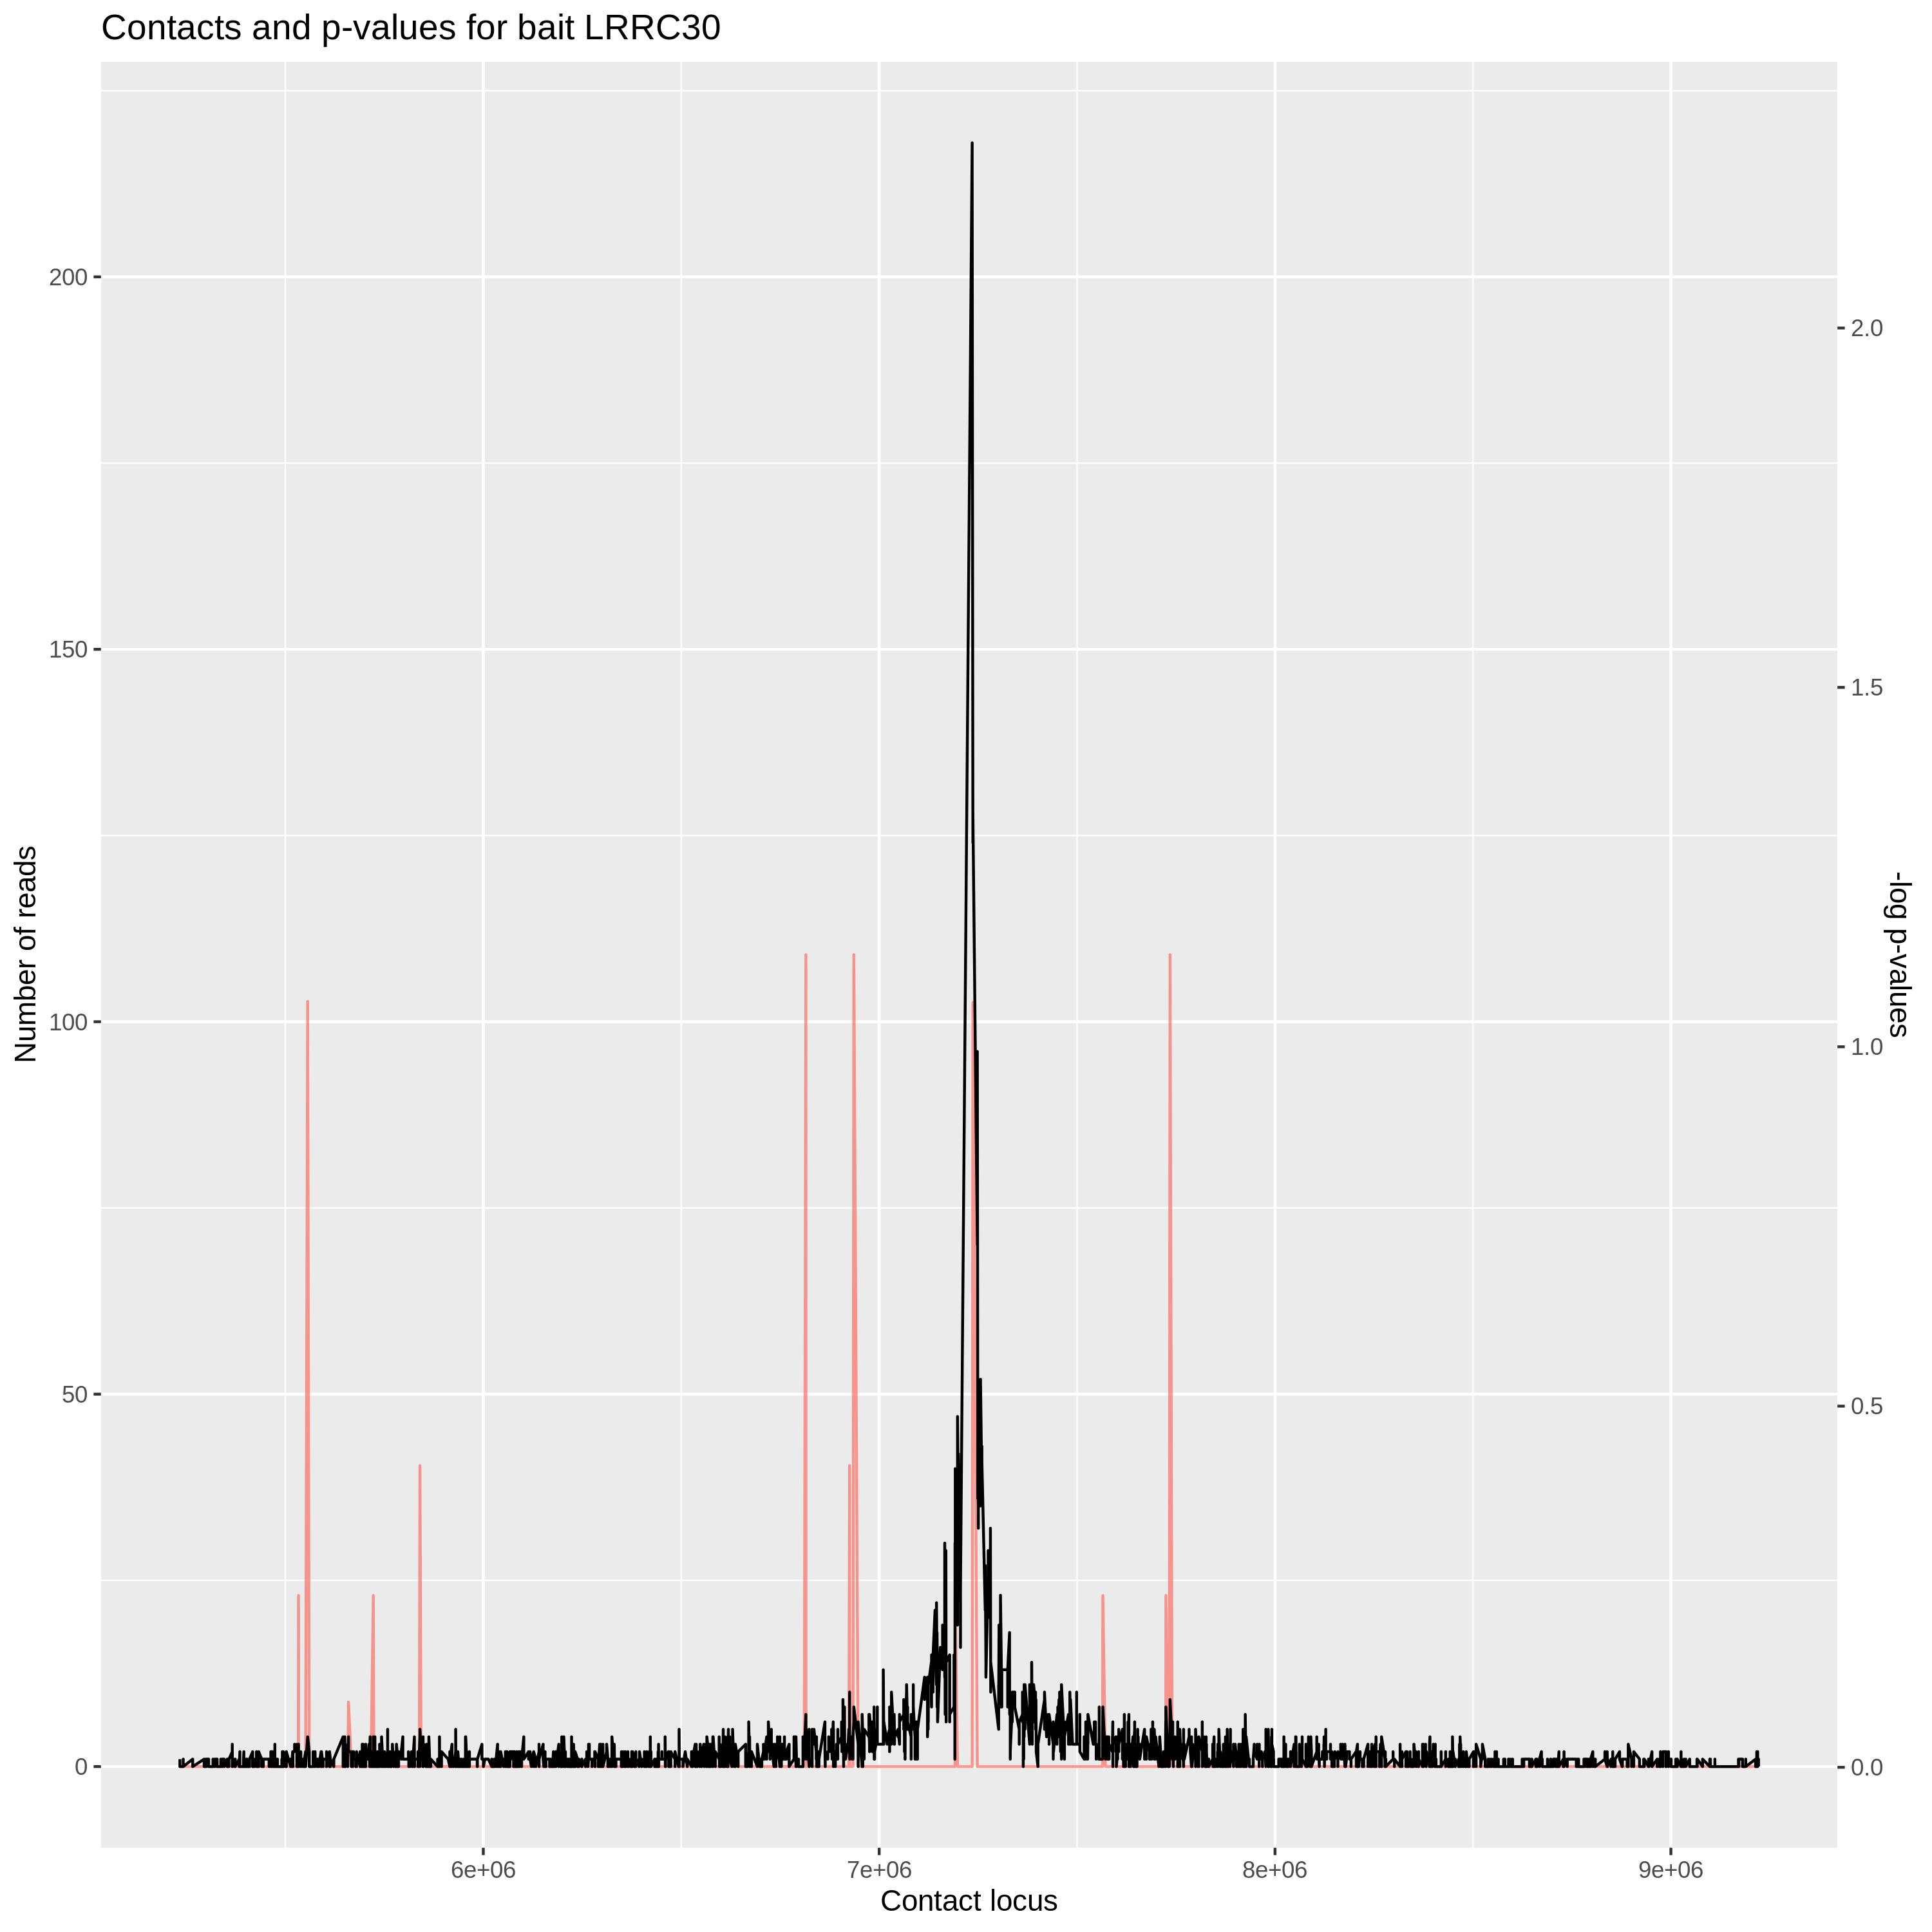 Contacts and p-values for bait LRRC30
Number of reads
200
150
100
50
0
2.0
1.5
1.0
0.5
0.0
-log p-values
6e+06 7e+06 8e+06 9e+06
Contact locus